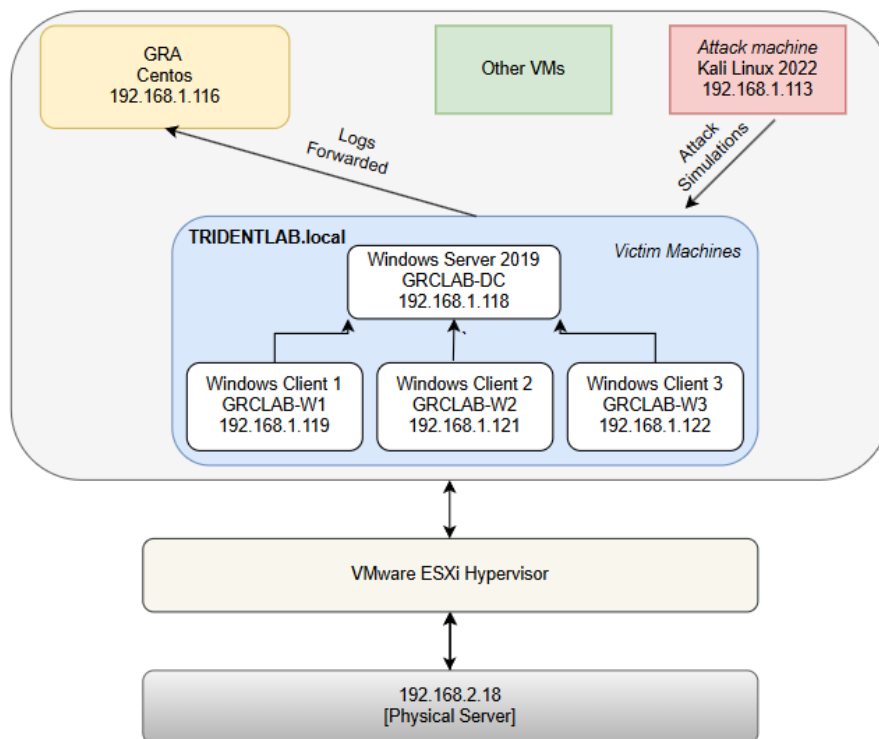 GRA
Centos
192.168.1.116
Other VMs
Attack machine
Kali Linux 2022
192.168.1.113
Logs
Forwarded
Attack
Simulations
TRIDENTLAB.local
Victim Machines
Windows Server 2019
GRCLAB-DC
192.168.1.118
Windows Client 1
GRCLAB-W1
192.168.1.119
Windows Client 2
GRCLAB-W2
192.168.1.121
Windows Client 3
GRCLAB-W3
192.168.1.122
VMware ESXi Hypervisor
192.168.2.18
[Physical Server]